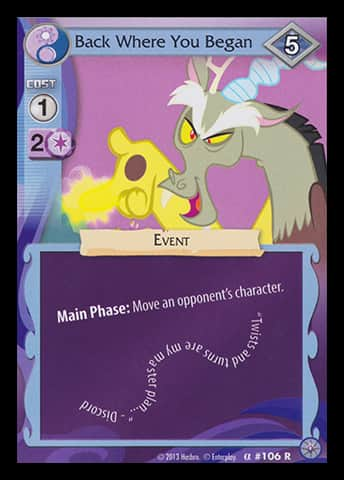 Back Where You Began
5
COST
1
2
EVENT
Main Phase: Move an opponent's character.
"Twists and turns are my master plan..." - Discord
© 2013 Hasbro. © Enterplay. α #106 R